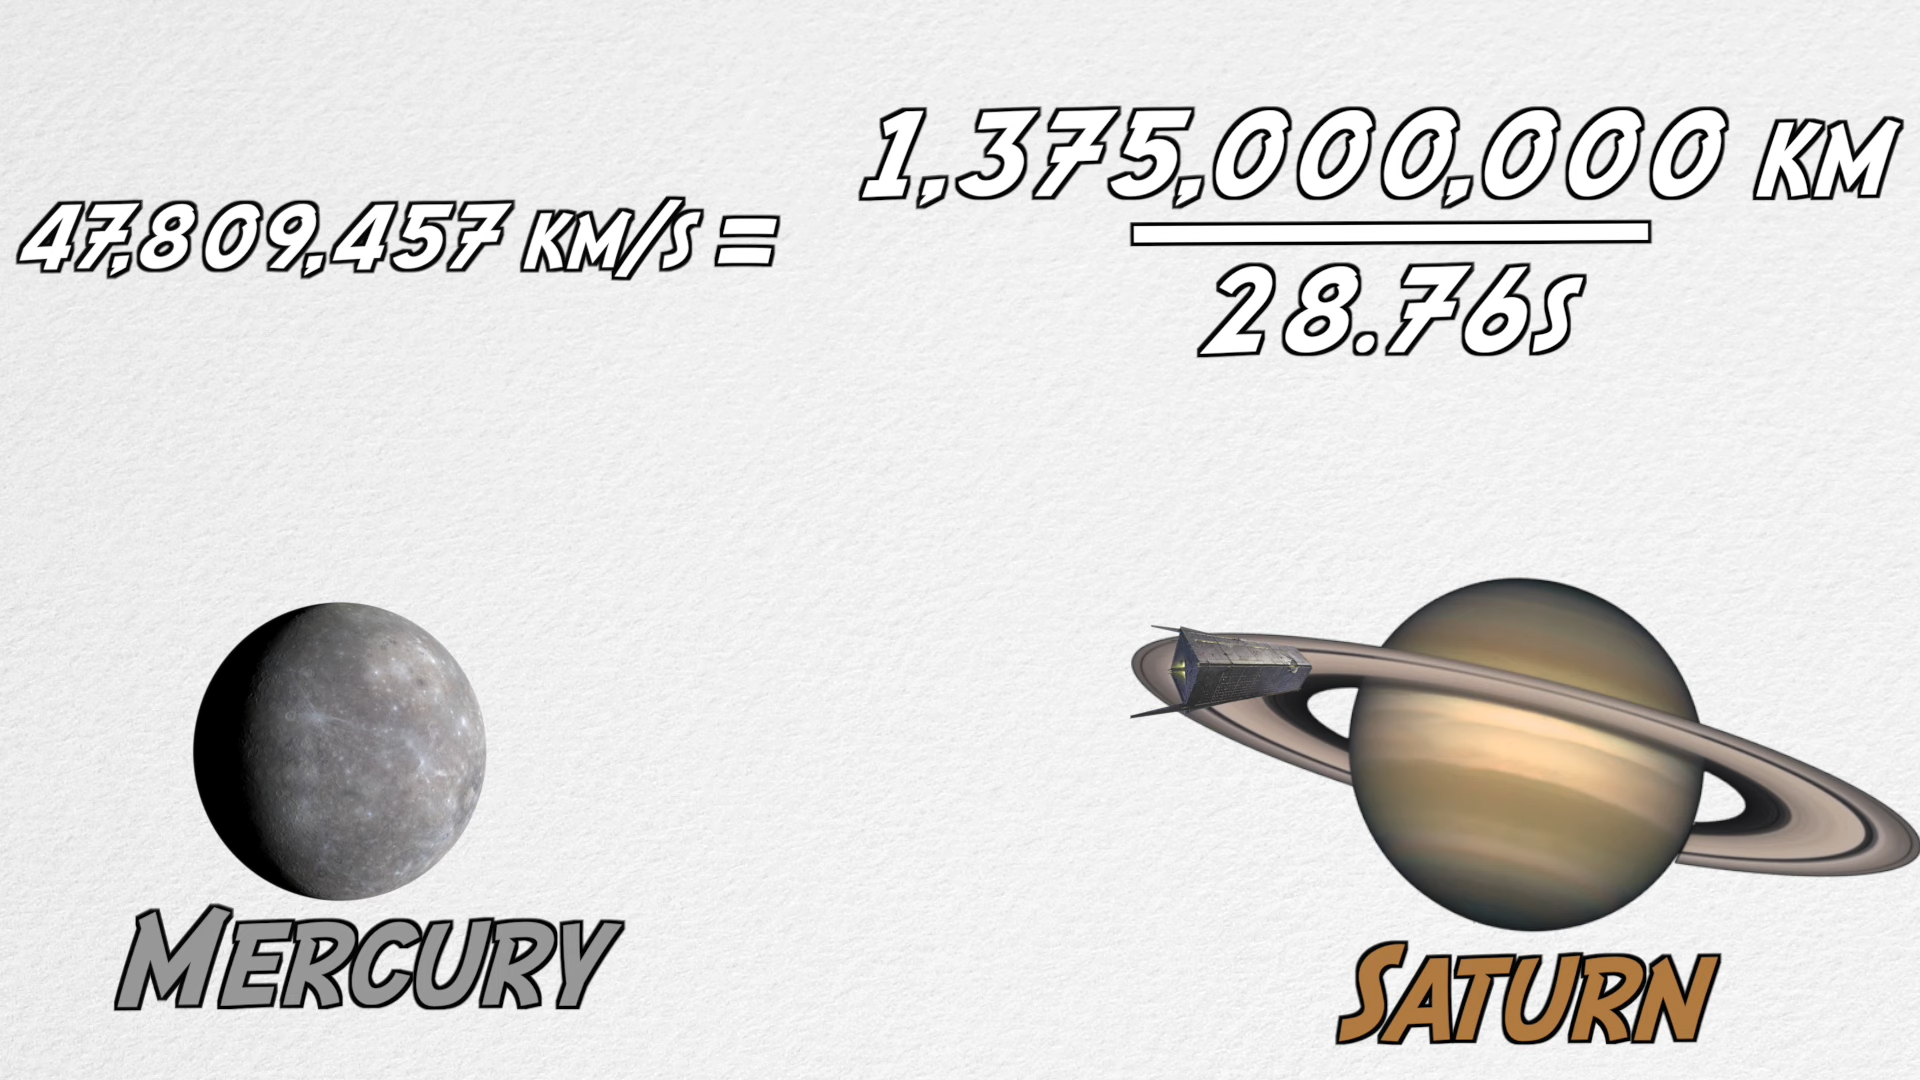 47,809,457 KM/S =
1,375,000,000 KM
28.76S
MERCURY
SATURN